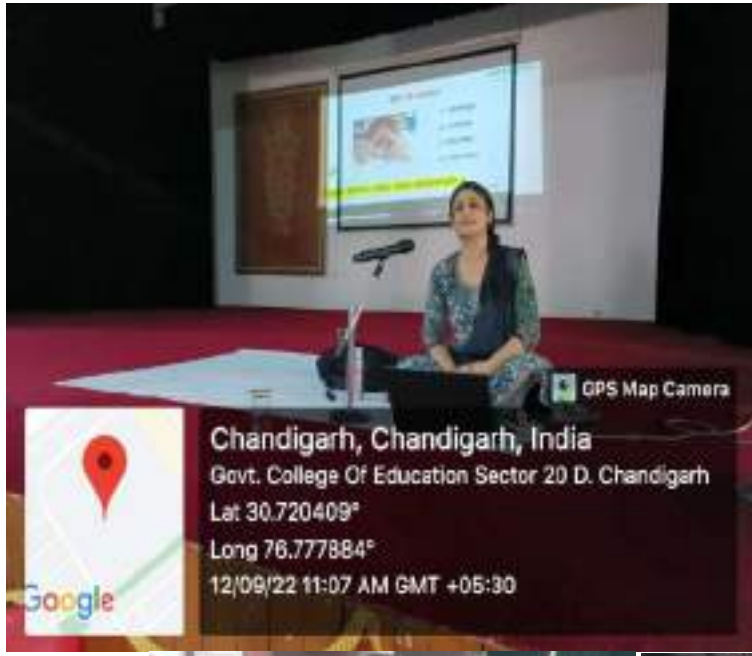 GPS Map Camera
Chandigarh, Chandigarh, India
Govt. College Of Education Sector 20 D. Chandigarh
Lat 30.720409°
Long 76.777884°
12/09/22 11:07 AM GMT +05:30
Google